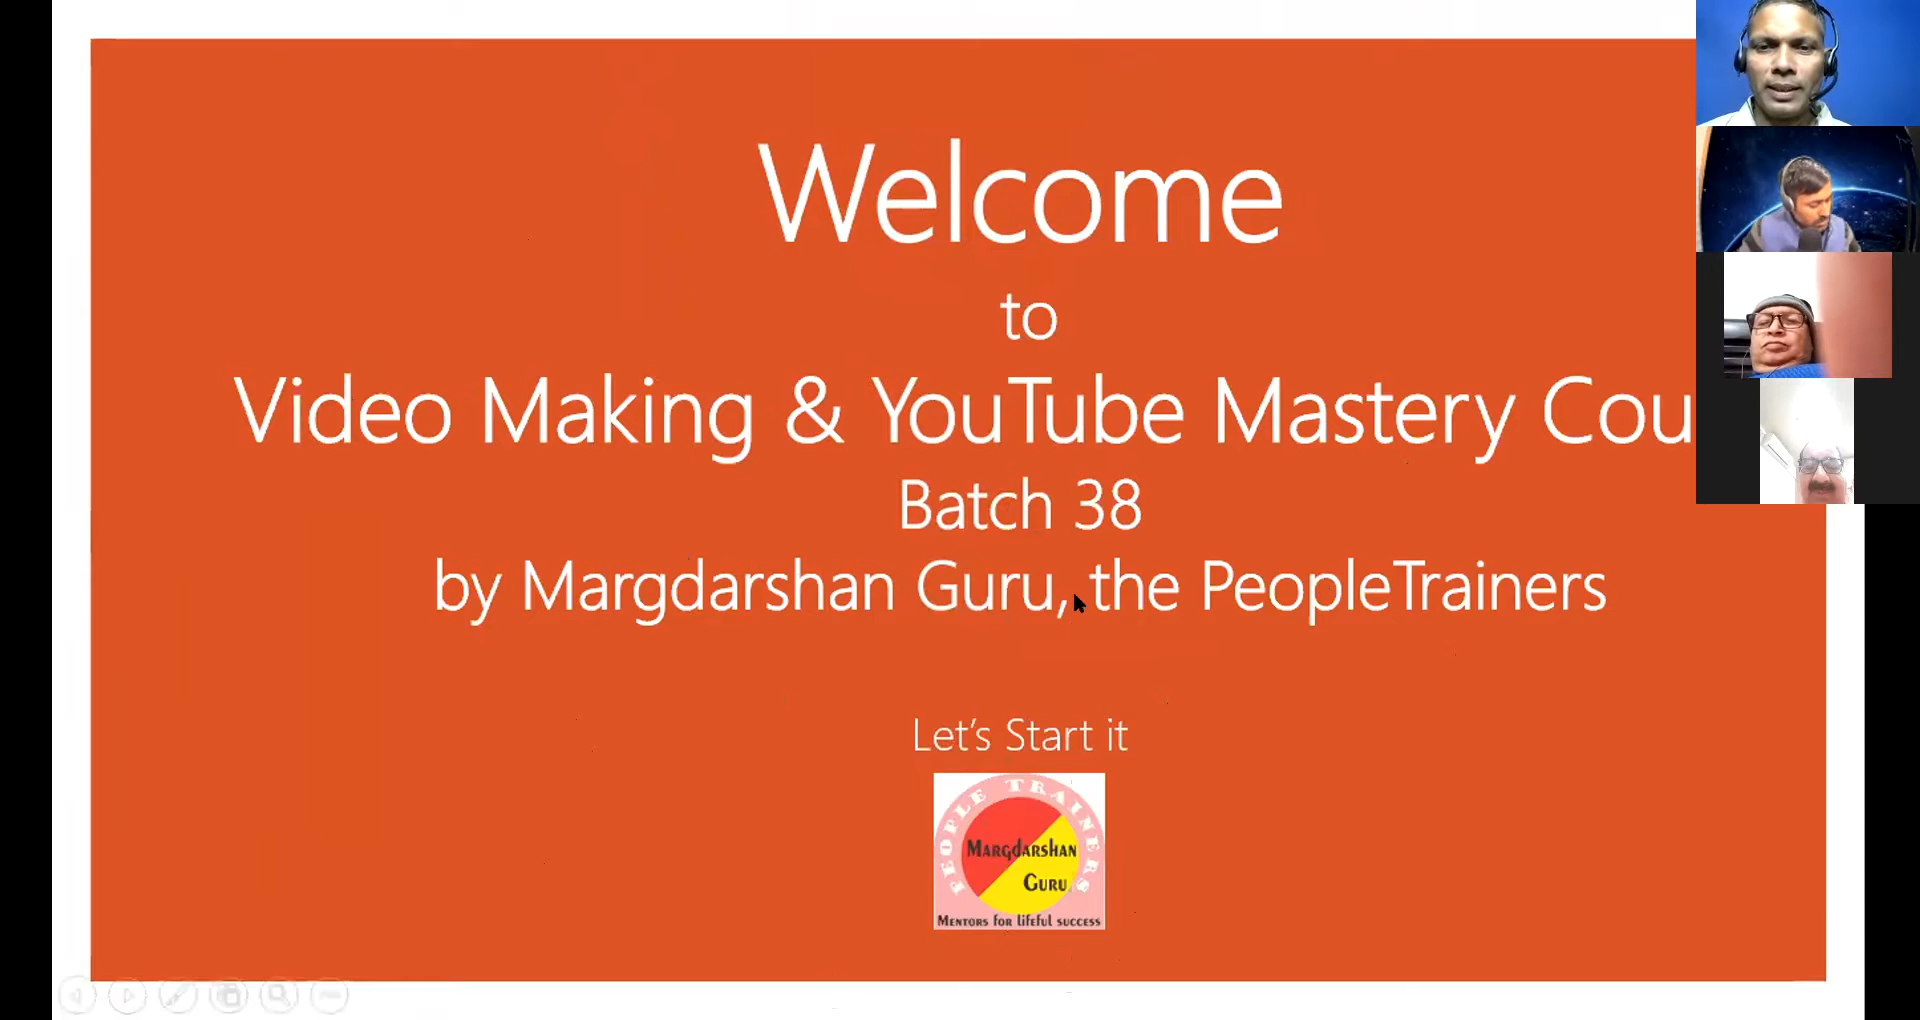 Welcome
to
Video Making & YouTube Mastery Cou
Batch 38
by Margdarshan Guru, the PeopleTrainers
Let's Start it
PEOPLE TRAINERS
Margdarshan
Guru
Mentors for lifeful success